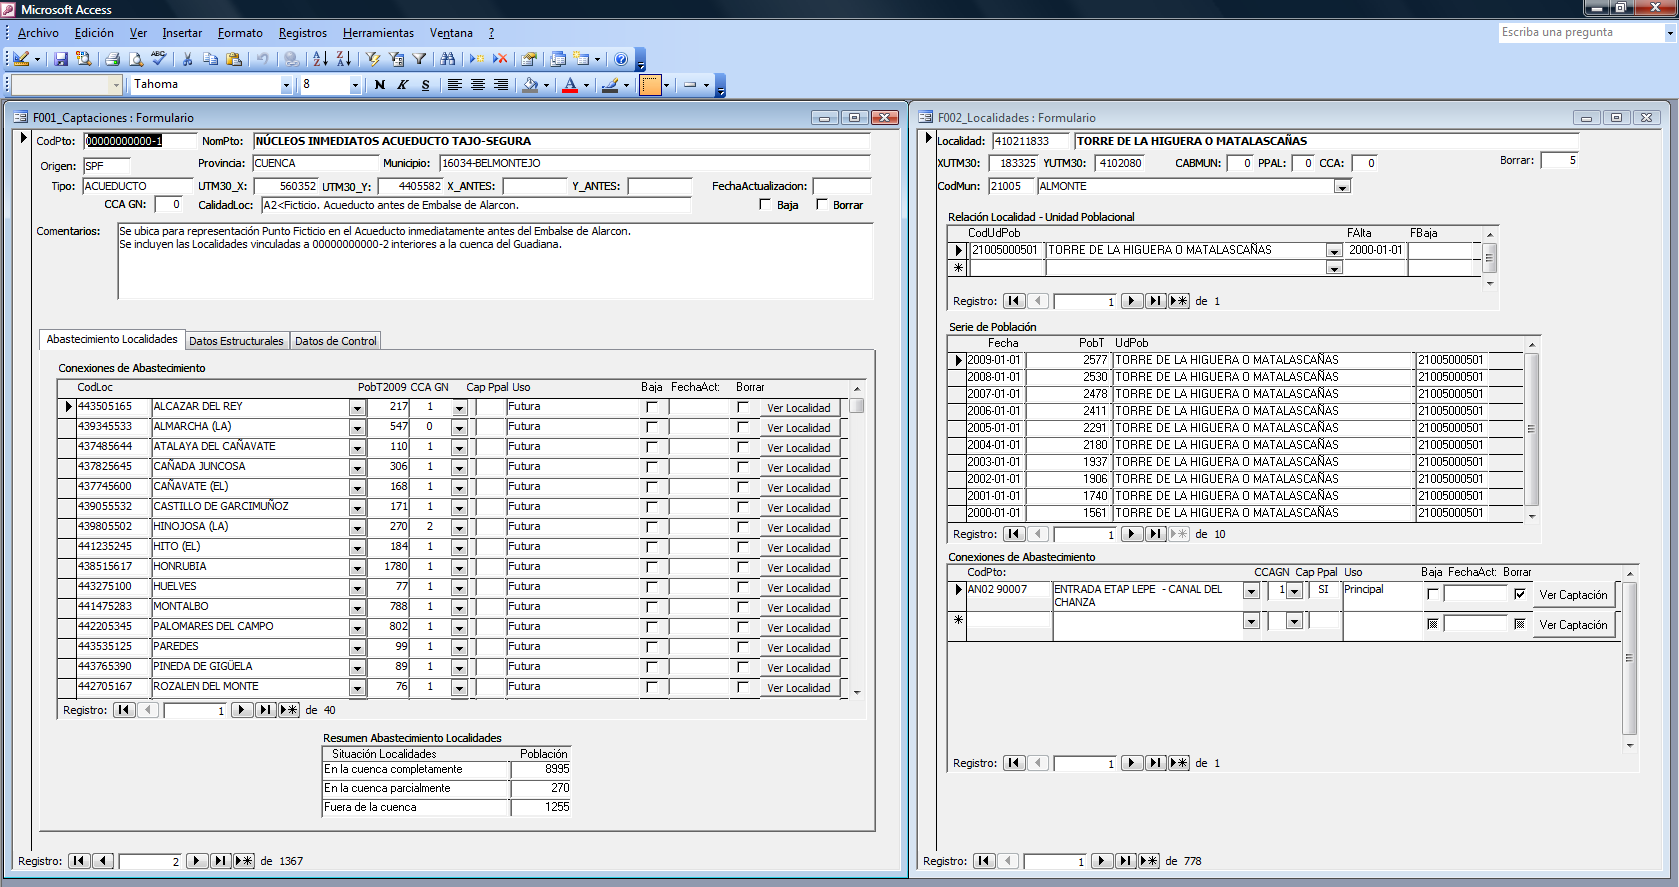 Microsoft Access
Archivo Edición Ver Insertar Formato Registros Herramientas Ventana ? Escriba una pregunta
Tahoma 8 N K S
F001_Captaciones : Formulario
CodPto: 00000000000-1 NomPto: NÚCLEOS INMEDIATOS ACUEDUCTO TAJO-SEGURA
Origen: SPF Provincia: CUENCA Municipio: 16034-BELMONTEJO
Tipo: ACUEDUCTO UTM30_X: 560352 UTM30_Y: 4405582 X_ANTES: Y_ANTES: FechaActualizacion:
CCA GN: 0 CalidadLoc: A2<Ficticio. Acueducto antes de Embalse de Alarcon. Baja Borrar
Comentarios: Se ubica para representación Punto Ficticio en el Acueducto inmediatamente antes del Embalse de Alarcon.
Se incluyen las Localidades vinculadas a 00000000000-2 interiores a la cuenca del Guadiana.
Abastecimiento Localidades Datos Estructurales Datos de Control
Conexiones de Abastecimiento
CodLoc PobT2009 CCA GN Cap Ppal Uso Baja FechaAct: Borrar
443505165 ALCAZAR DEL REY 217 1 Futura Ver Localidad
439345533 ALMARCHA (LA) 547 0 Futura Ver Localidad
437485644 ATALAYA DEL CAÑAVATE 110 1 Futura Ver Localidad
437825645 CAÑADA JUNCOSA 306 1 Futura Ver Localidad
437745600 CAÑAVATE (EL) 168 1 Futura Ver Localidad
439055532 CASTILLO DE GARCIMUÑOZ 171 1 Futura Ver Localidad
439805502 HINOJOSA (LA) 270 2 Futura Ver Localidad
441235245 HITO (EL) 184 1 Futura Ver Localidad
438515617 HONRUBIA 1780 1 Futura Ver Localidad
443275100 HUELVES 77 1 Futura Ver Localidad
441475283 MONTALBO 788 1 Futura Ver Localidad
442205345 PALOMARES DEL CAMPO 802 1 Futura Ver Localidad
443535125 PAREDES 99 1 Futura Ver Localidad
443765390 PINEDA DE GIGÜELA 89 1 Futura Ver Localidad
442705167 ROZALEN DEL MONTE 76 1 Futura Ver Localidad
Registro: 1 de 40
Resumen Abastecimiento Localidades
Situación Localidades Población
En la cuenca completamente 8995
En la cuenca parcialmente 270
Fuera de la cuenca 1255
Registro: 2 de 1367
F002_Localidades : Formulario
Localidad: 410211833 TORRE DE LA HIGUERA O MATALASCAÑAS
XUTM30: 183325 YUTM30: 4102080 CABMUN: 0 PPAL: 0 CCA: 0 Borrar: 5
CodMun: 21005 ALMONTE
Relación Localidad - Unidad Poblacional
CodUdPob FAlta FBaja
21005000501 TORRE DE LA HIGUERA O MATALASCAÑAS 2000-01-01
Registro: 1 de 1
Serie de Población
Fecha PobT UdPob
2009-01-01 2577 TORRE DE LA HIGUERA O MATALASCAÑAS 21005000501
2008-01-01 2530 TORRE DE LA HIGUERA O MATALASCAÑAS 21005000501
2007-01-01 2478 TORRE DE LA HIGUERA O MATALASCAÑAS 21005000501
2006-01-01 2411 TORRE DE LA HIGUERA O MATALASCAÑAS 21005000501
2005-01-01 2291 TORRE DE LA HIGUERA O MATALASCAÑAS 21005000501
2004-01-01 2180 TORRE DE LA HIGUERA O MATALASCAÑAS 21005000501
2003-01-01 1937 TORRE DE LA HIGUERA O MATALASCAÑAS 21005000501
2002-01-01 1906 TORRE DE LA HIGUERA O MATALASCAÑAS 21005000501
2001-01-01 1740 TORRE DE LA HIGUERA O MATALASCAÑAS 21005000501
2000-01-01 1561 TORRE DE LA HIGUERA O MATALASCAÑAS 21005000501
Registro: 1 de 10
Conexiones de Abastecimiento
CodPto: CCAGN Cap Ppal Uso Baja FechaAct: Borrar
AN02 90007 ENTRADA ETAP LEPE - CANAL DEL CHANZA 1 SI Principal Ver Captación
Ver Captación
Registro: 1 de 1
Registro: 1 de 778